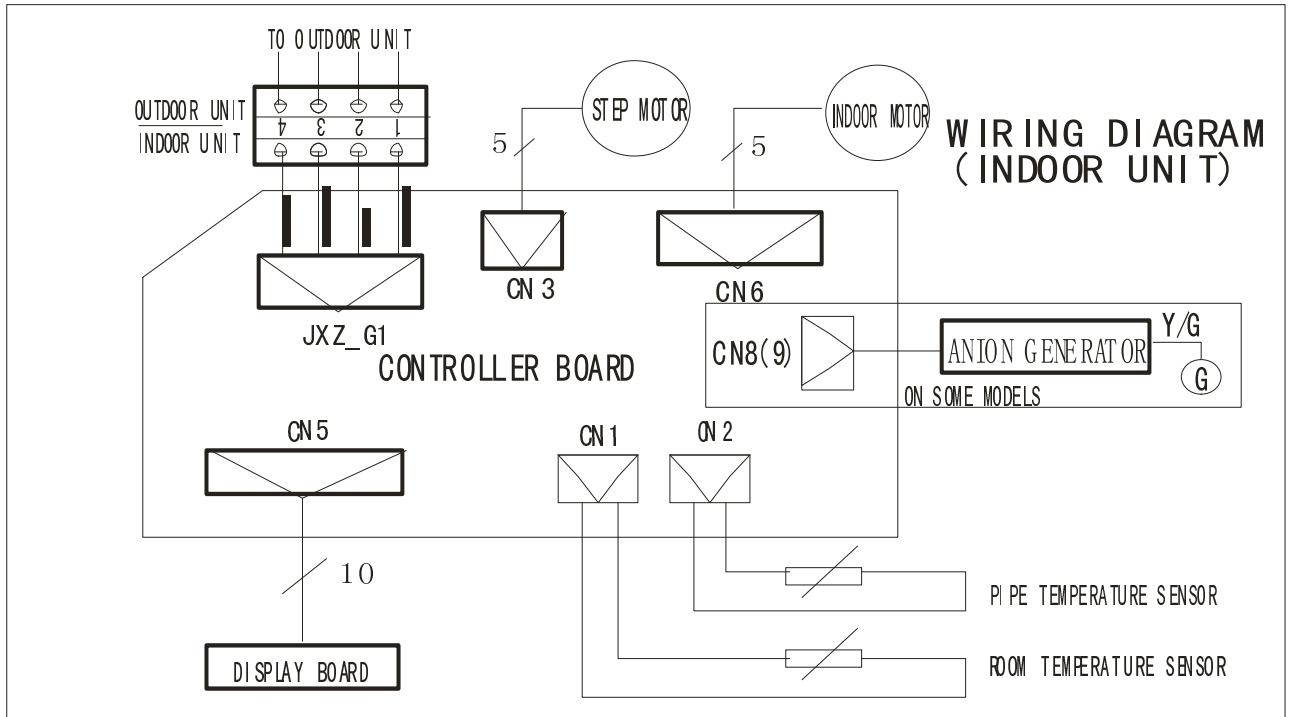 TO OUTDOOR UNIT
OUTDOOR UNIT
INDOOR UNIT
4 3 2 1
5
STEP MOTOR
5
INDOOR MOTOR
WIRING DIAGRAM
(INDOOR UNIT)
CN3
CN6
JXZ_G1
CONTROLLER BOARD
CN8(9)
ANION GENERATOR
Y/G
G
ON SOME MODELS
CN5
CN1
CN2
10
PIPE TEMPERATURE SENSOR
DISPLAY BOARD
ROOM TEMPERATURE SENSOR